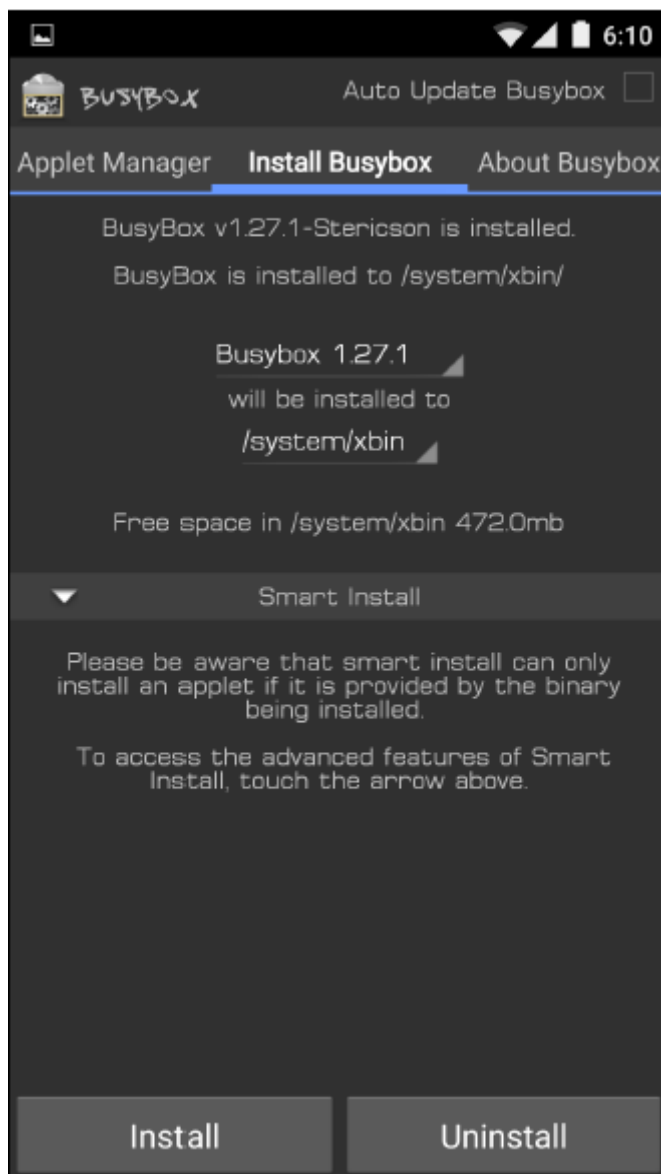 6:10
BUSYBOX
Auto Update Busybox
Applet Manager Install Busybox About Busybox
BusyBox v1.27.1-Stericson is installed.
BusyBox is installed to /system/xbin/
Busybox 1.27.1
will be installed to
/system/xbin
Free space in /system/xbin 472.0mb
Smart Install
Please be aware that smart install can only
install an applet if it is provided by the binary
being installed.
To access the advanced features of Smart
Install, touch the arrow above.
Install Uninstall